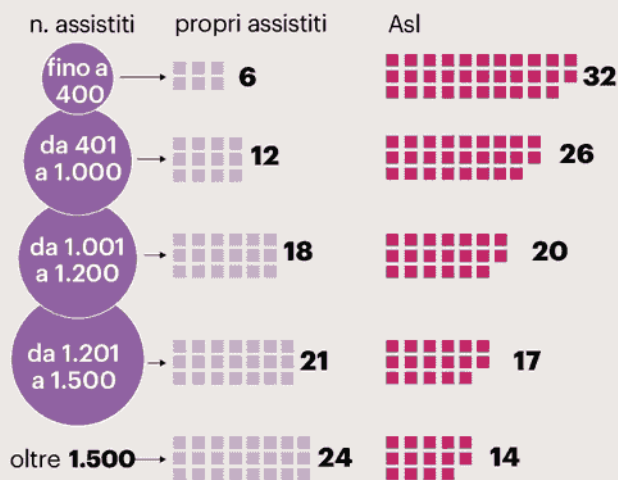 n. assistiti propri assistiti Asl
fino a
400
6 32
da 401
a 1.000
12 26
da 1.001
a 1.200
18 20
da 1.201
a 1.500
21 17
oltre 1.500 24 14